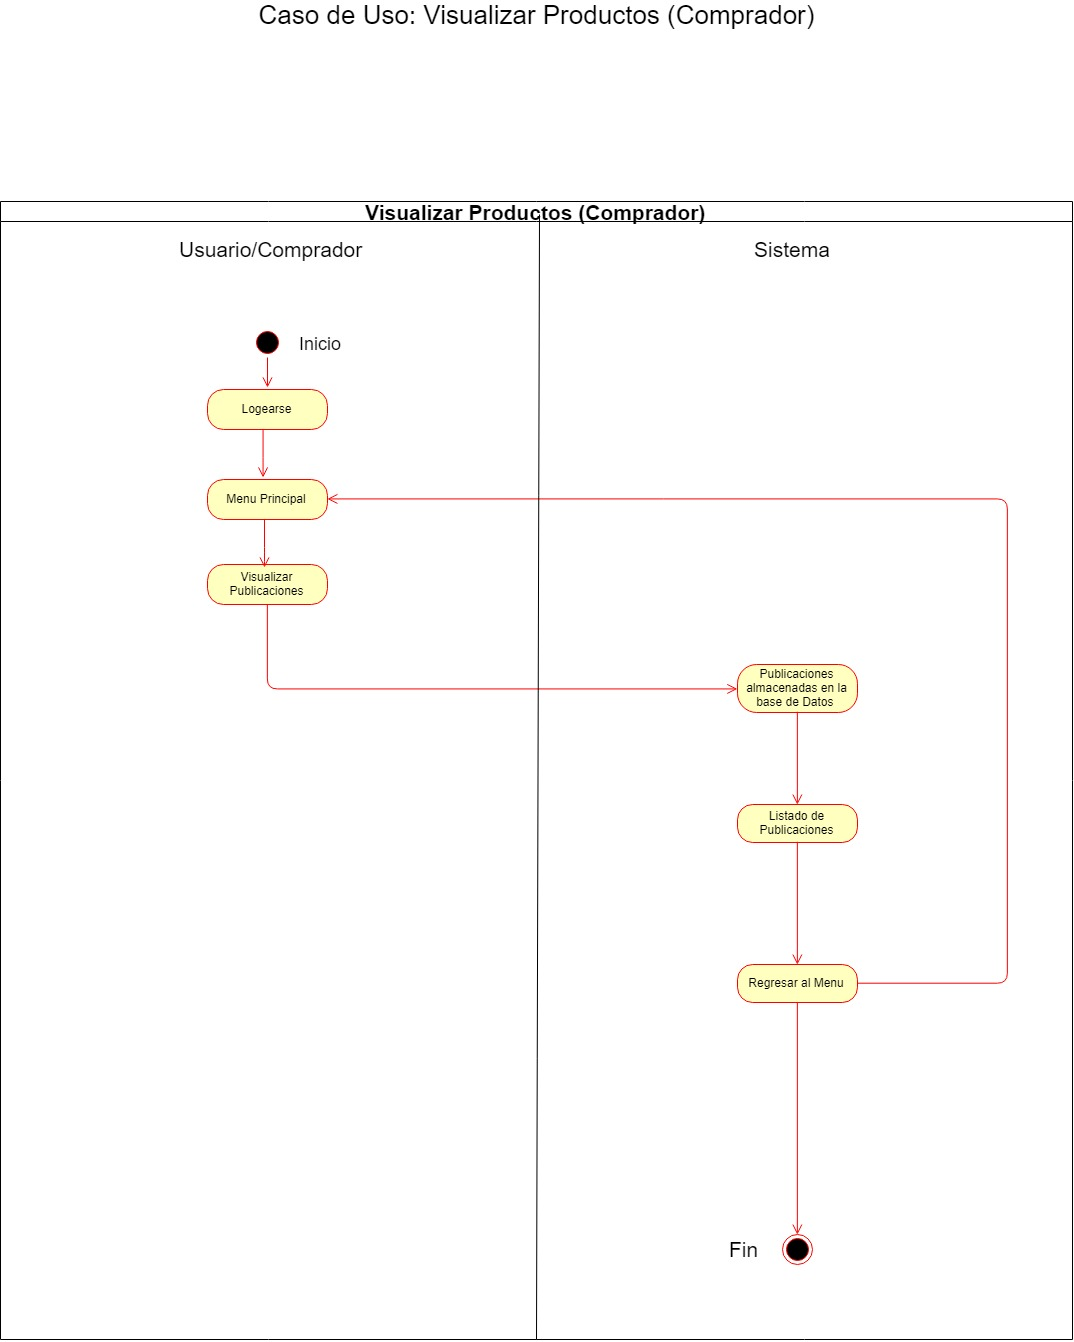 Caso de Uso: Visualizar Productos (Comprador)
Visualizar Productos (Comprador)
Usuario/Comprador
Sistema
Inicio
Logearse
Menu Principal
Visualizar
Publicaciones
Publicaciones
almacenadas en la
base de Datos
Listado de
Publicaciones
Regresar al Menu
Fin